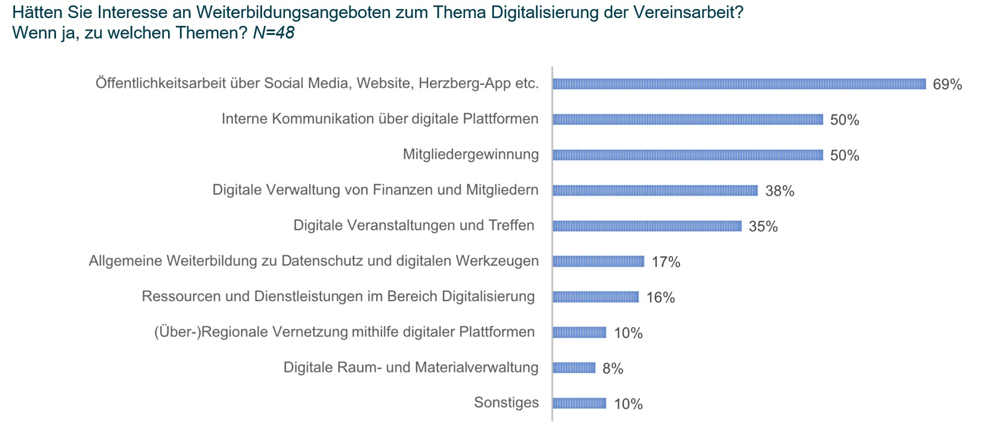 Hätten Sie Interesse an Weiterbildungsangeboten zum Thema Digitalisierung der Vereinsarbeit?
Wenn ja, zu welchen Themen? N=48
Öffentlichkeitsarbeit über Social Media, Website, Herzberg-App etc. 69%
Interne Kommunikation über digitale Plattformen 50%
Mitgliedergewinnung 50%
Digitale Verwaltung von Finanzen und Mitgliedern 38%
Digitale Veranstaltungen und Treffen 35%
Allgemeine Weiterbildung zu Datenschutz und digitalen Werkzeugen 17%
Ressourcen und Dienstleistungen im Bereich Digitalisierung 16%
(Über-)Regionale Vernetzung mithilfe digitaler Plattformen 10%
Digitale Raum- und Materialverwaltung 8%
Sonstiges 10%